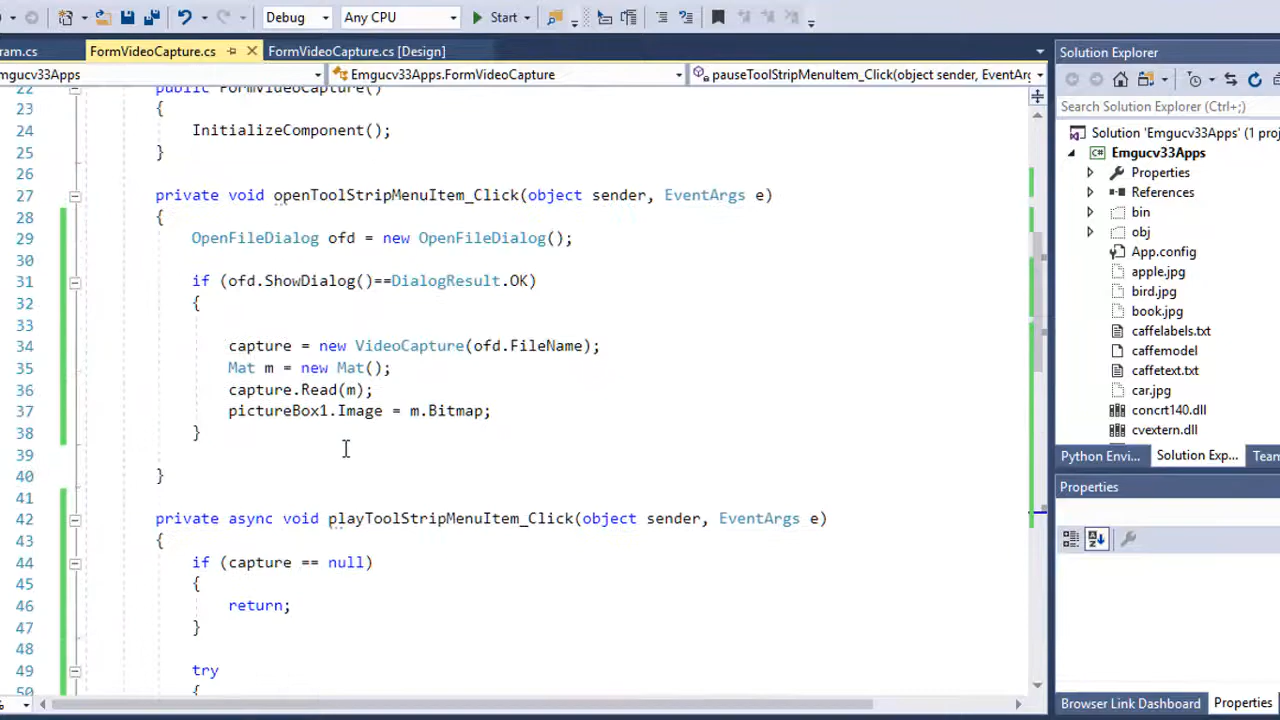 Debug Any CPU Start
ram.cs FormVideoCapture.cs FormVideoCapture.cs [Design]
mgucv33Apps Emgucv33Apps.FormVideoCapture pauseToolStripMenuItem_Click(object sender, EventArg
22 public FormVideoCapture()
23 {
24 InitializeComponent();
25 }
26
27 private void openToolStripMenuItem_Click(object sender, EventArgs e)
28 {
29 OpenFileDialog ofd = new OpenFileDialog();
30
31 if (ofd.ShowDialog()==DialogResult.OK)
32 {
33
34 capture = new VideoCapture(ofd.FileName);
35 Mat m = new Mat();
36 capture.Read(m);
37 pictureBox1.Image = m.Bitmap;
38 }
39
40 }
41
42 private async void playToolStripMenuItem_Click(object sender, EventArgs e)
43 {
44 if (capture == null)
45 {
46 return;
47 }
48
49 try
50 {
%
Solution Explorer
Search Solution Explorer (Ctrl+;)
Solution 'Emgucv33Apps' (1 proj
Emgucv33Apps
Properties
References
bin
obj
App.config
apple.jpg
bird.jpg
book.jpg
caffelabels.txt
caffemodel
caffetext.txt
car.jpg
concrt140.dll
cvextern.dll
Python Envi... Solution Exp... Team
Properties
Browser Link Dashboard Properties